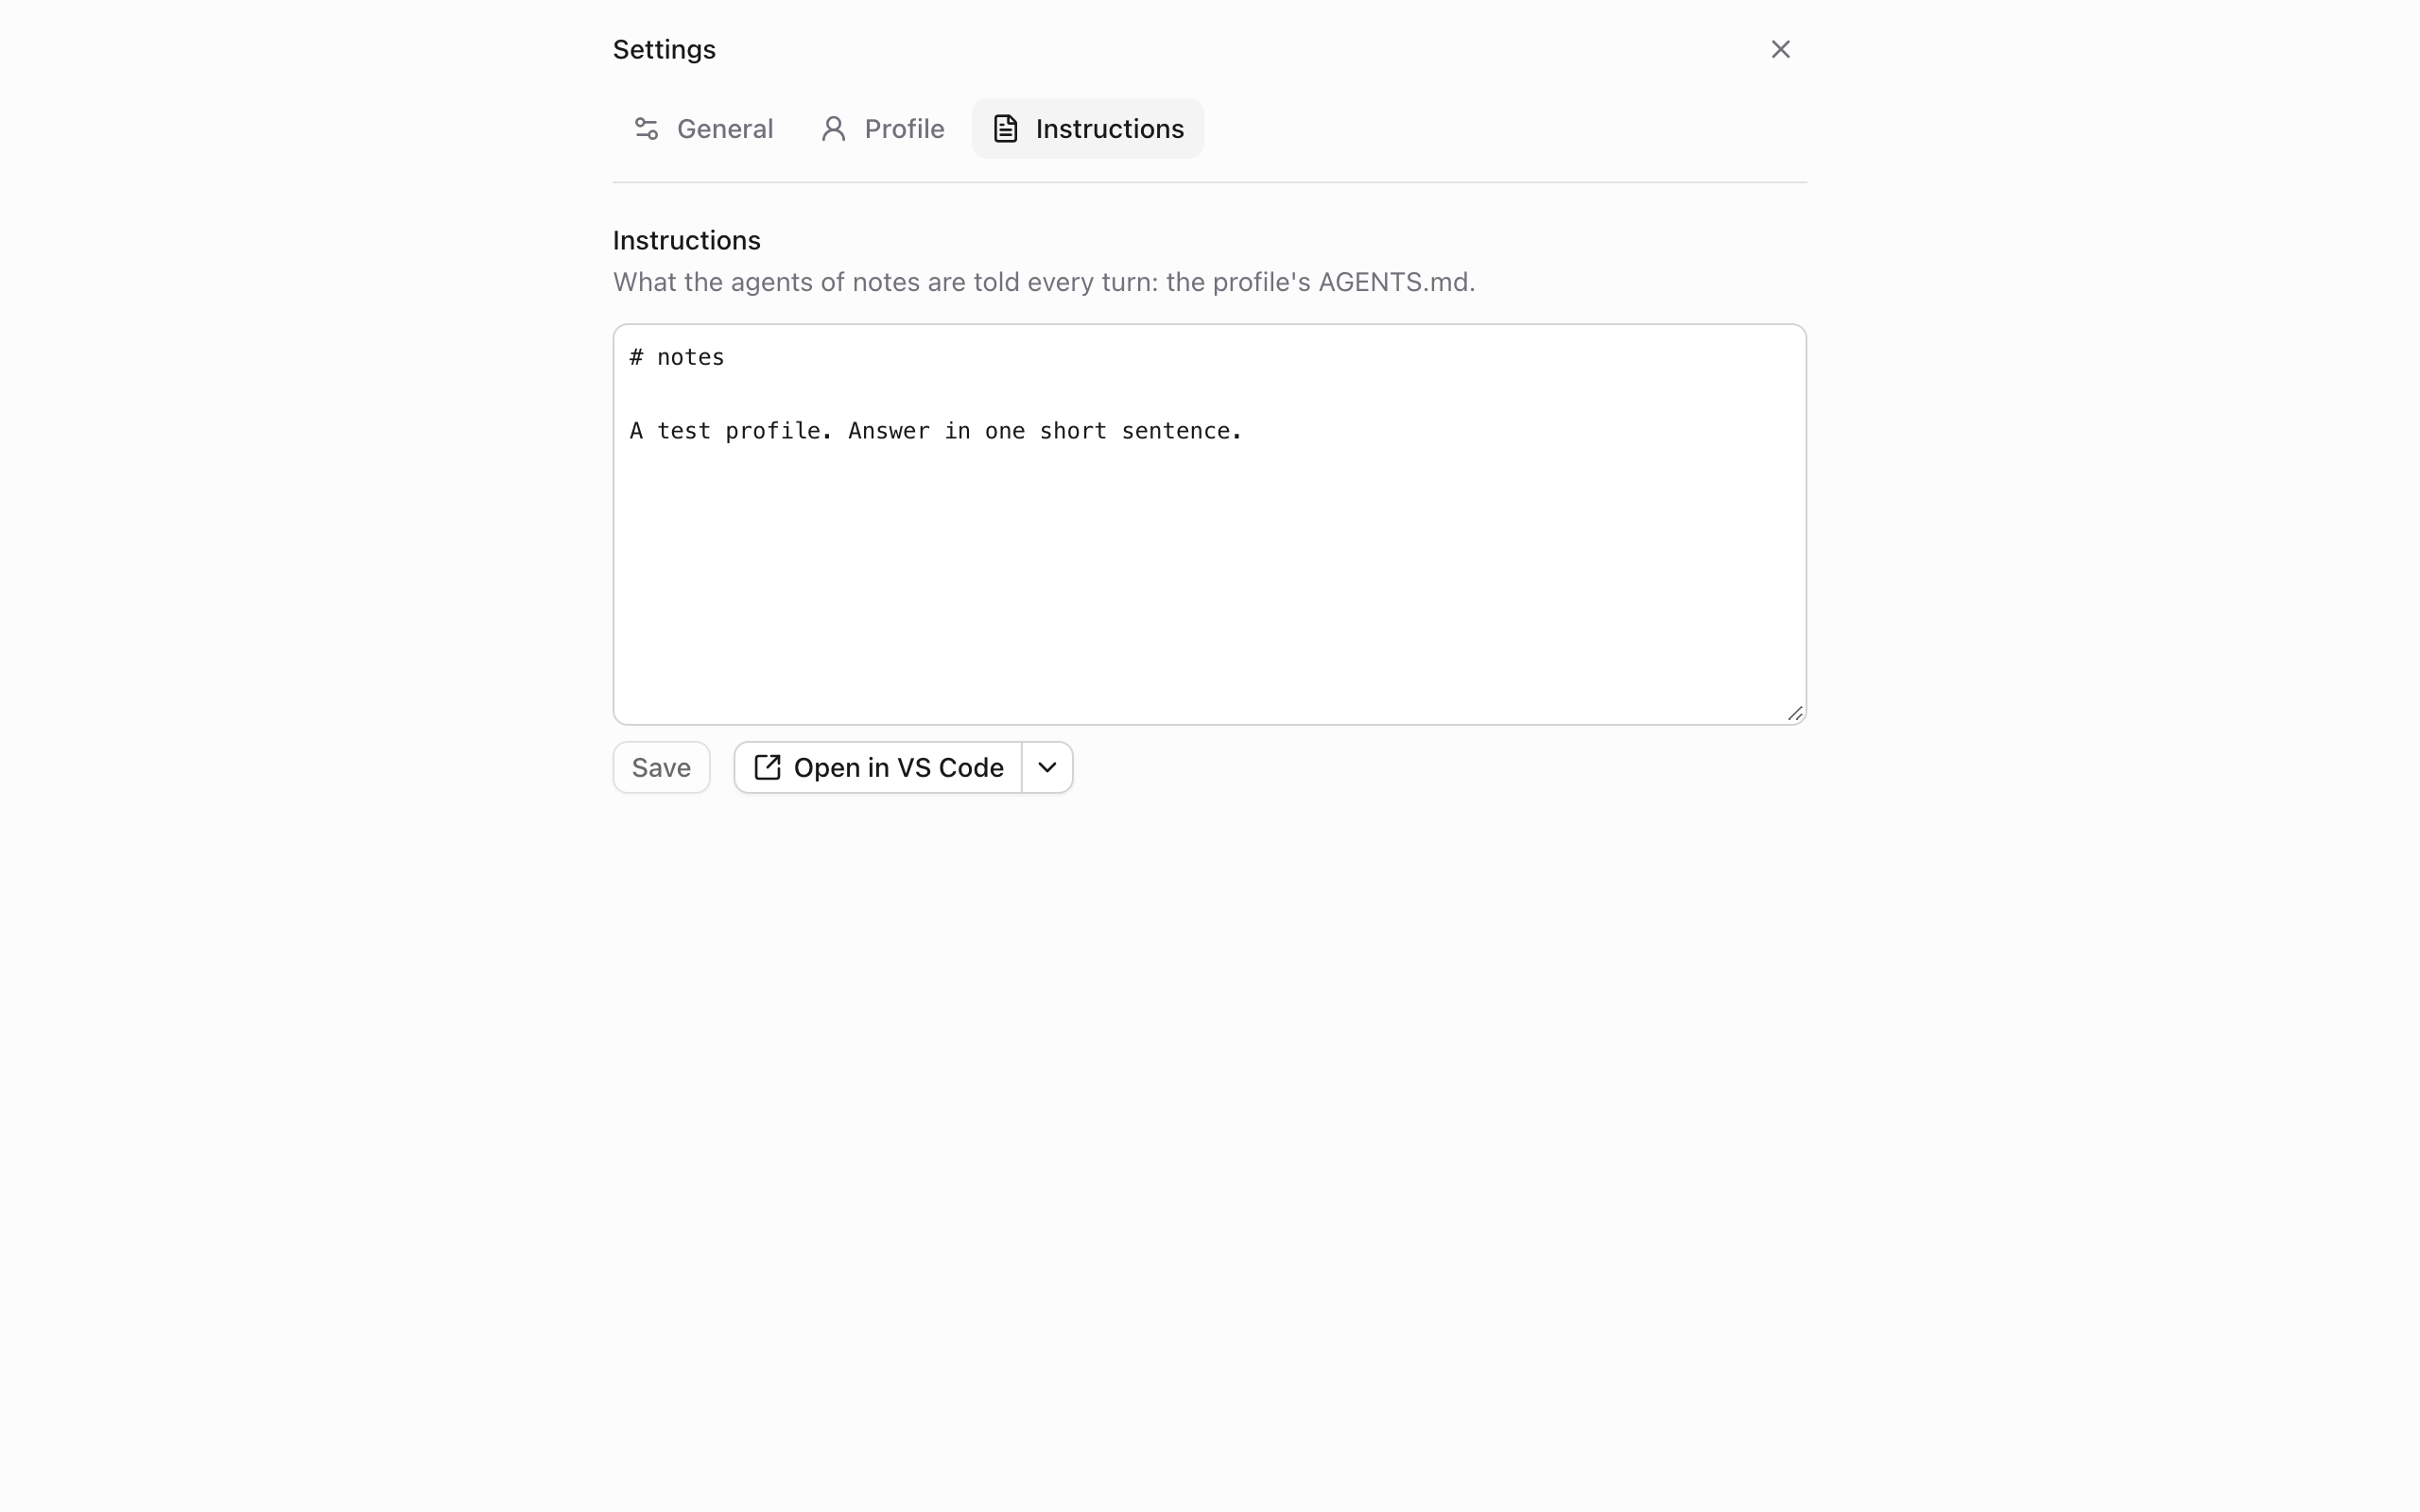 Settings
General
Profile
Instructions
Instructions
What the agents of notes are told every turn: the profile's AGENTS.md.
# notes
A test profile. Answer in one short sentence.
Save
Open in VS Code